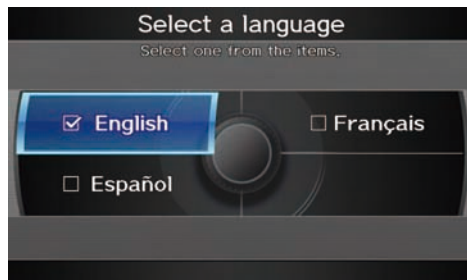 Select a language
Select one from the items.
English
Français
Español